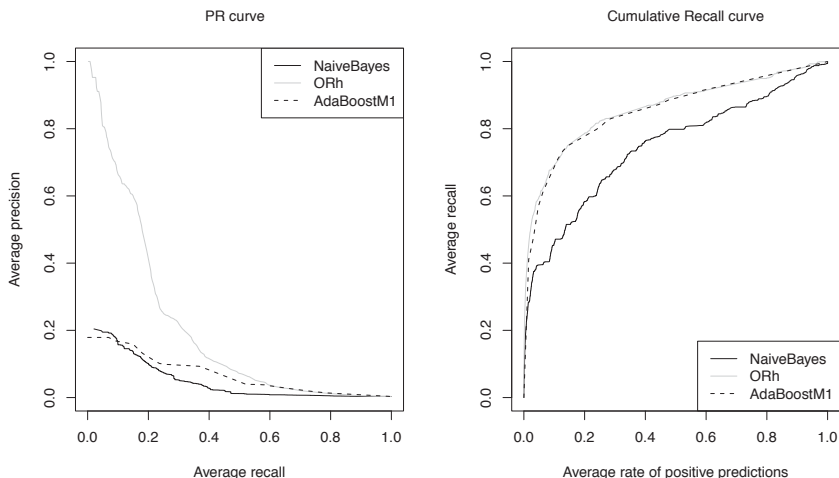 PR curve
NaiveBayes
ORh
AdaBoostM1
Average precision
0.0 0.2 0.4 0.6 0.8 1.0
0.0 0.2 0.4 0.6 0.8 1.0
Average recall
Cumulative Recall curve
Average recall
0.0 0.2 0.4 0.6 0.8 1.0
NaiveBayes
ORh
AdaBoostM1
0.0 0.2 0.4 0.6 0.8 1.0
Average rate of positive predictions